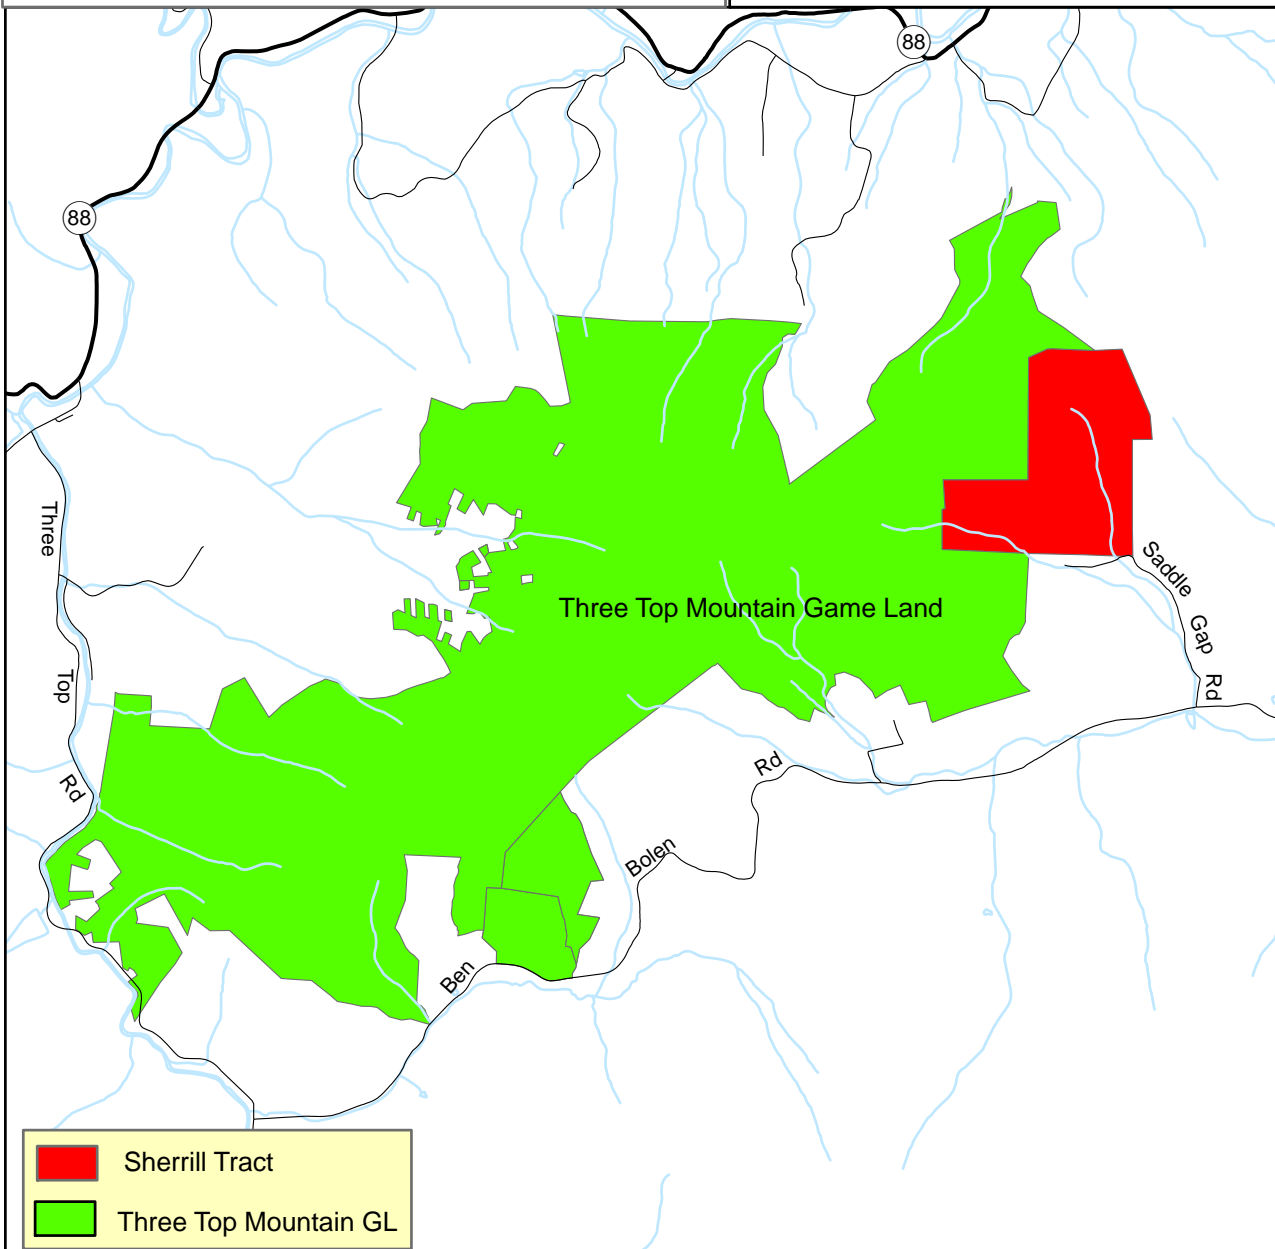 88
88
Three
Top
Rd
Three Top Mountain Game Land
Saddle
Gap
Rd
Ben
Bolen
Rd
Sherrill Tract
Three Top Mountain GL